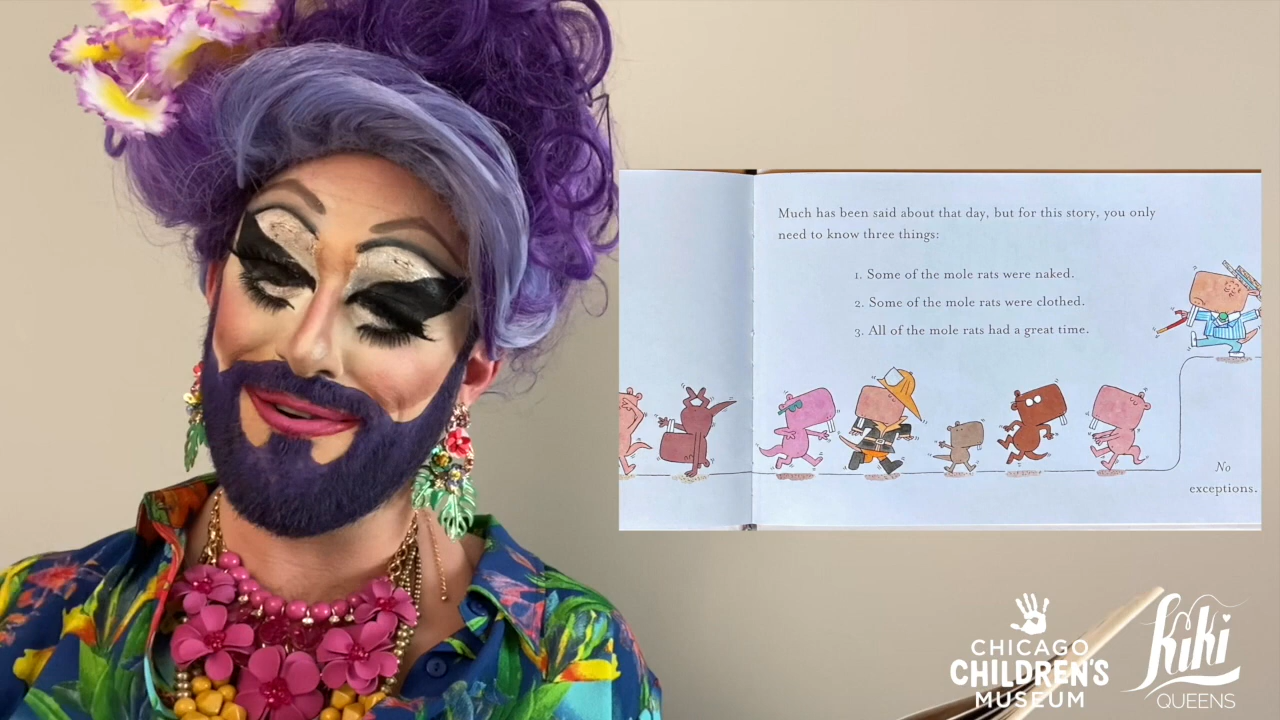 Much has been said about that day, but for this story, you only
need to know three things:
1. Some of the mole rats were naked.
2. Some of the mole rats were clothed.
3. All of the mole rats had a great time.
No
exceptions.
CHICAGO
CHILDREN'S
MUSEUM
Kiki
QUEENS